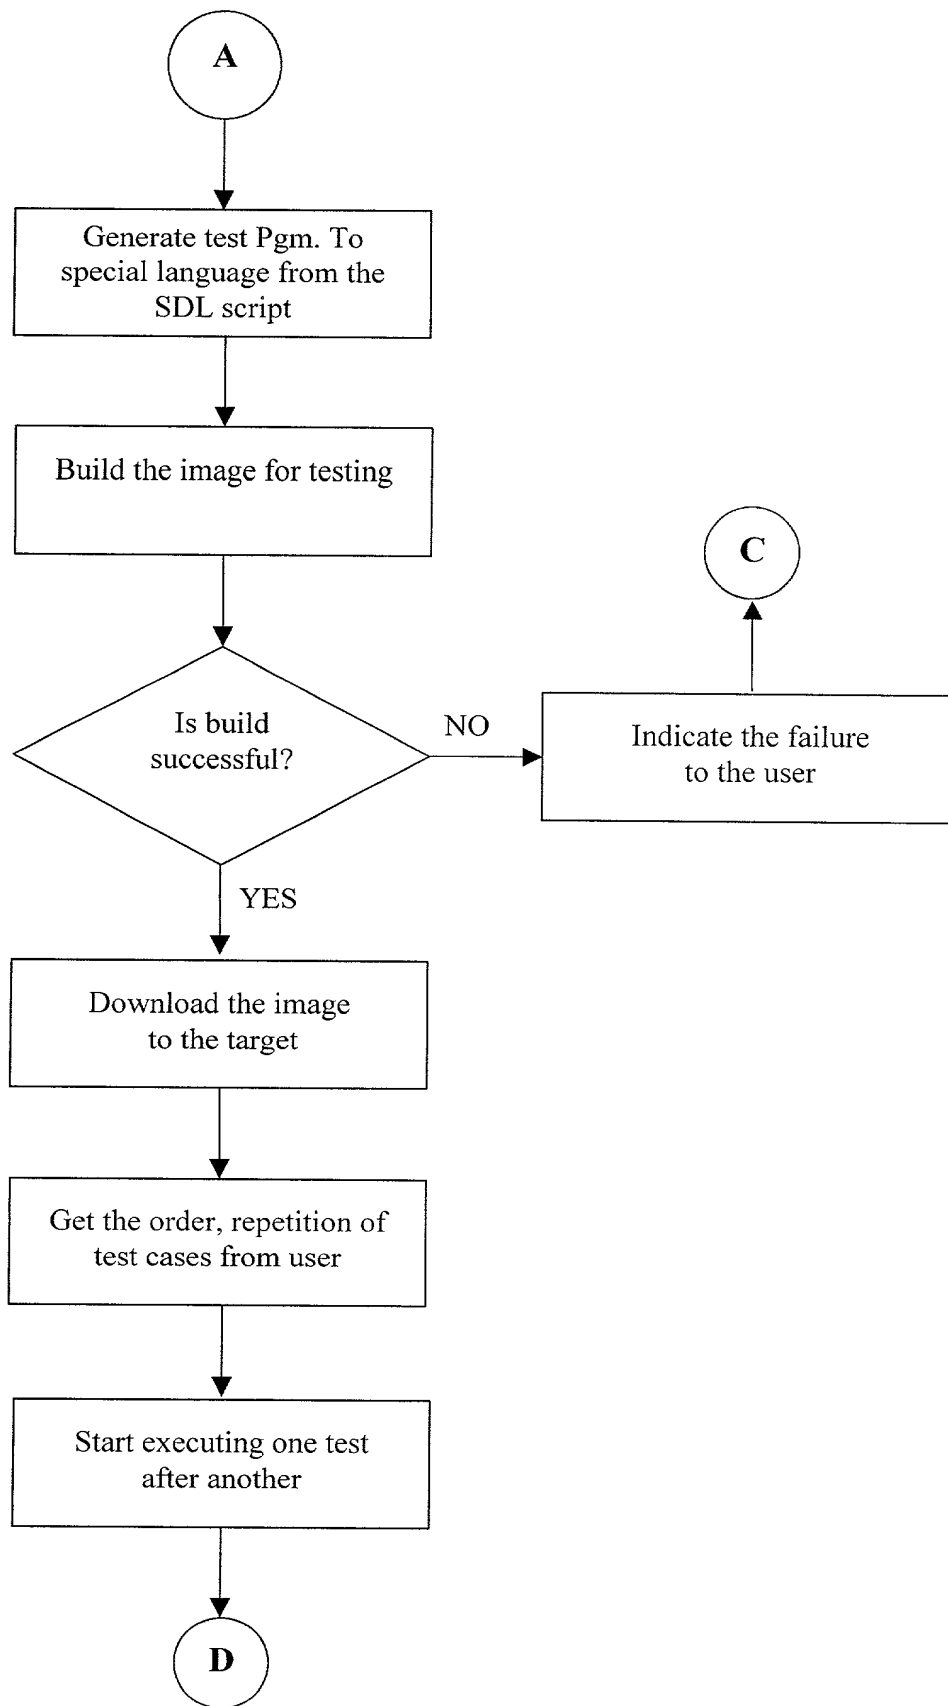 A
Generate test Pgm. To
special language from the
SDL script
Build the image for testing
C
Is build
successful?
NO
Indicate the failure
to the user
YES
Download the image
to the target
Get the order, repetition of
test cases from user
Start executing one test
after another
D